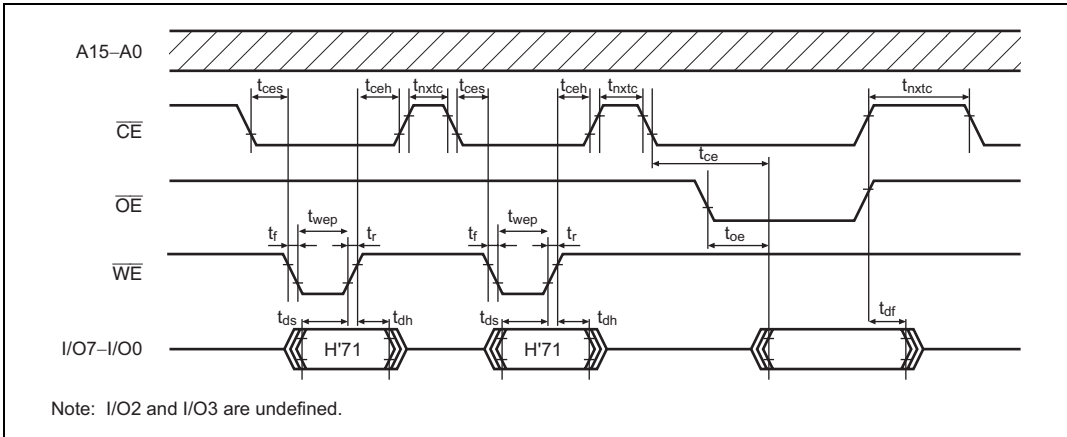 A15–A0
tces tceh tnxtc tces tceh tnxtc tnxtc
CE
tce
OE
twep twep toe
tf tr tf tr
WE
tds tdh tds tdh tdf
I/O7–I/O0 H'71 H'71
Note: I/O2 and I/O3 are undefined.